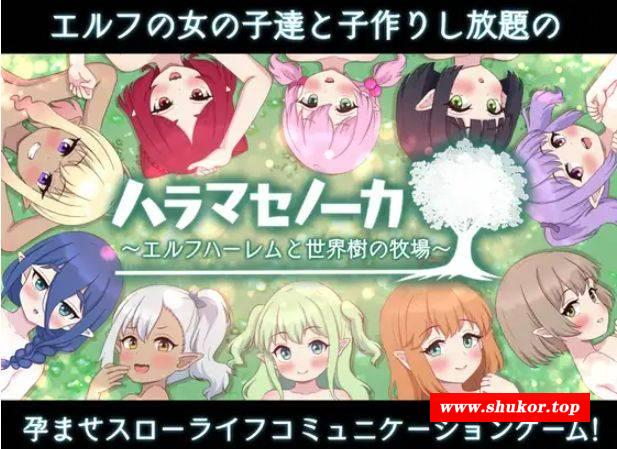 エルフの女の子達と子作りし放題の
ハラマセノーカ
～エルフハーレムと世界樹の牧場～
www.shukor.top
孕ませスローライフコミュニケーションゲーム!